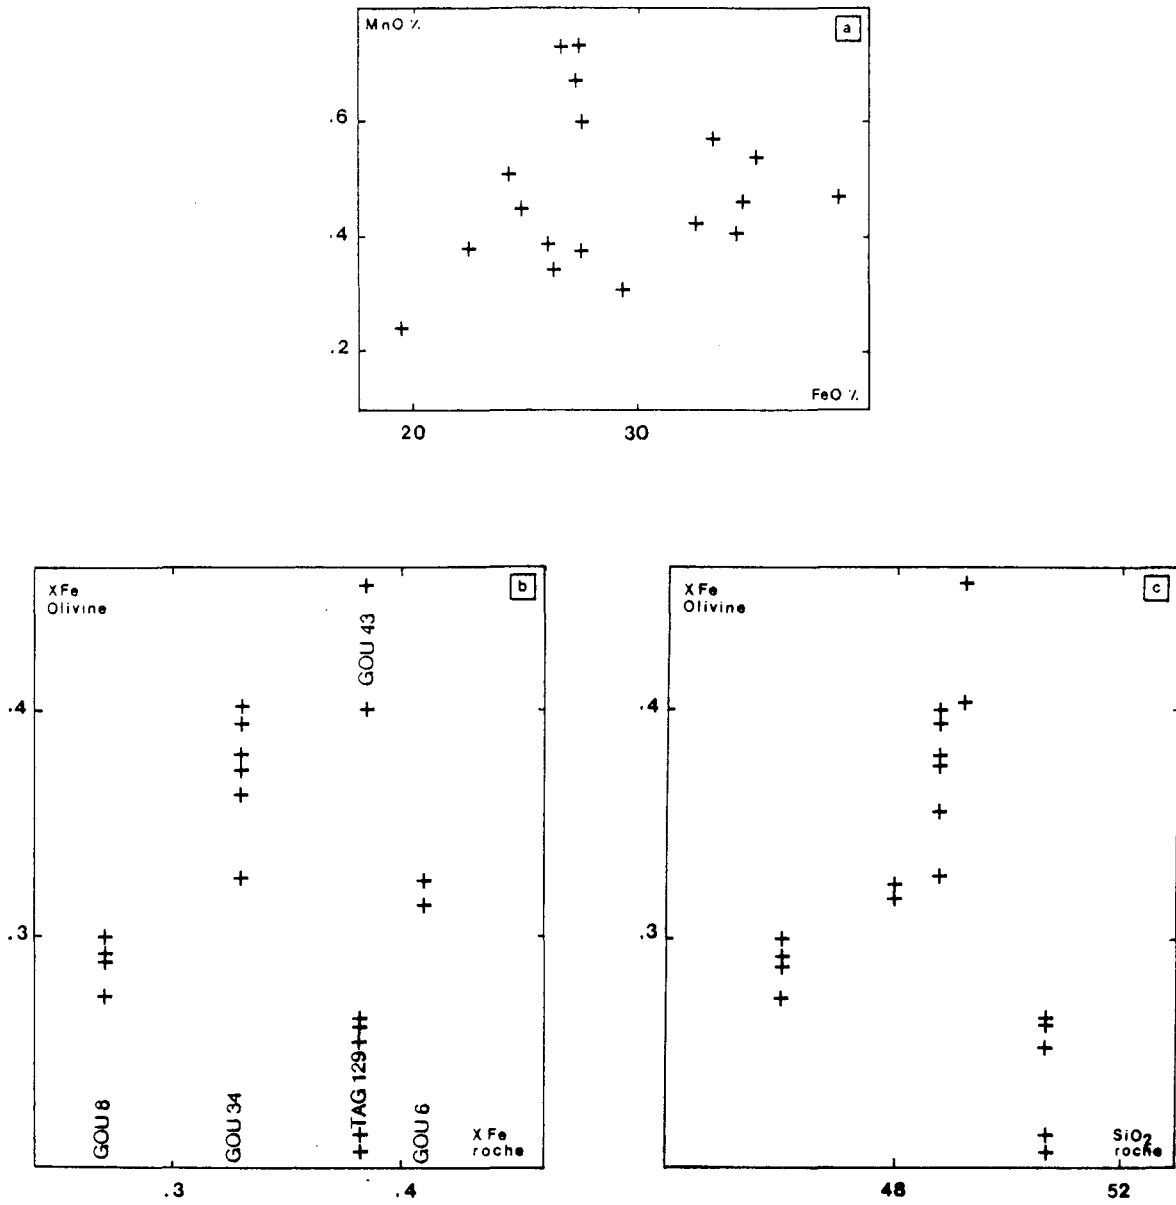 MnO %
a
.6
.4
.2
FeO %
20
30
XFe
Olivine
b
.4
.3
GOU 43
GOU 8
GOU 34
TAG 129
GOU 6
XFe
roche
.3
.4
XFe
Olivine
c
.4
.3
SiO2
roche
48
52